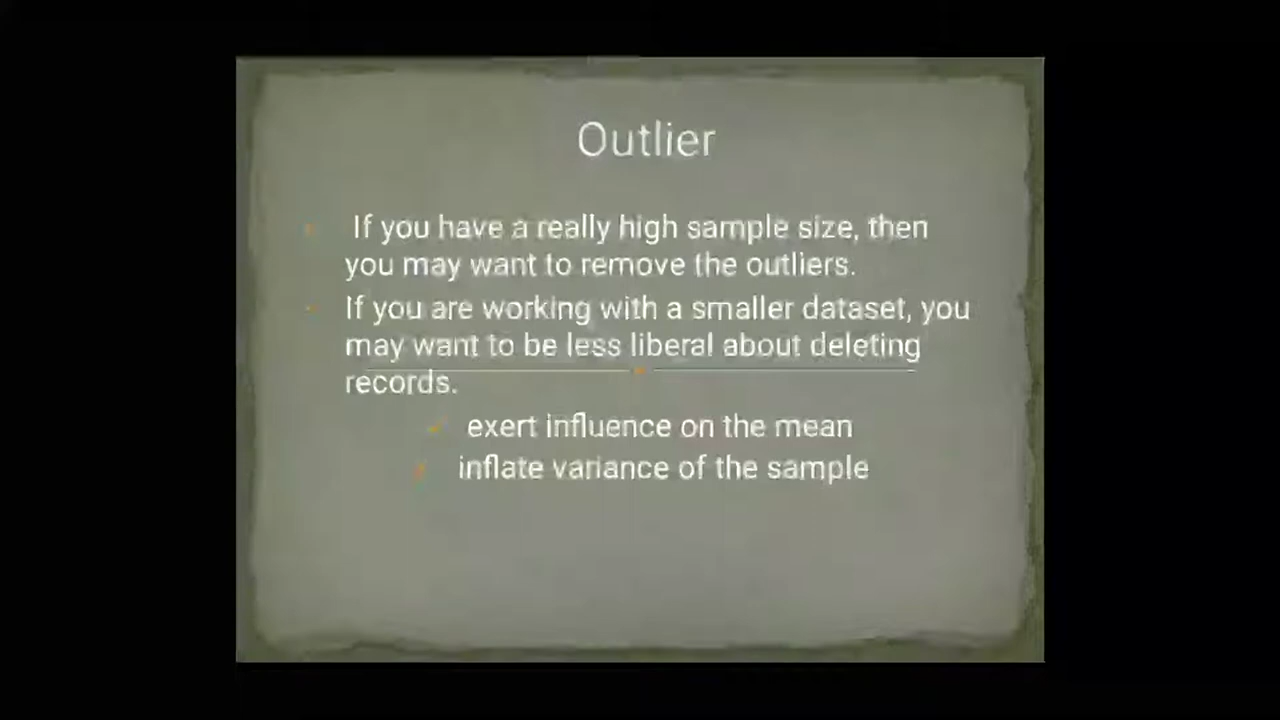 Outlier
If you have a really high sample size, then
you may want to remove the outliers.
If you are working with a smaller dataset, you
may want to be less liberal about deleting
records.
exert influence on the mean
inflate variance of the sample